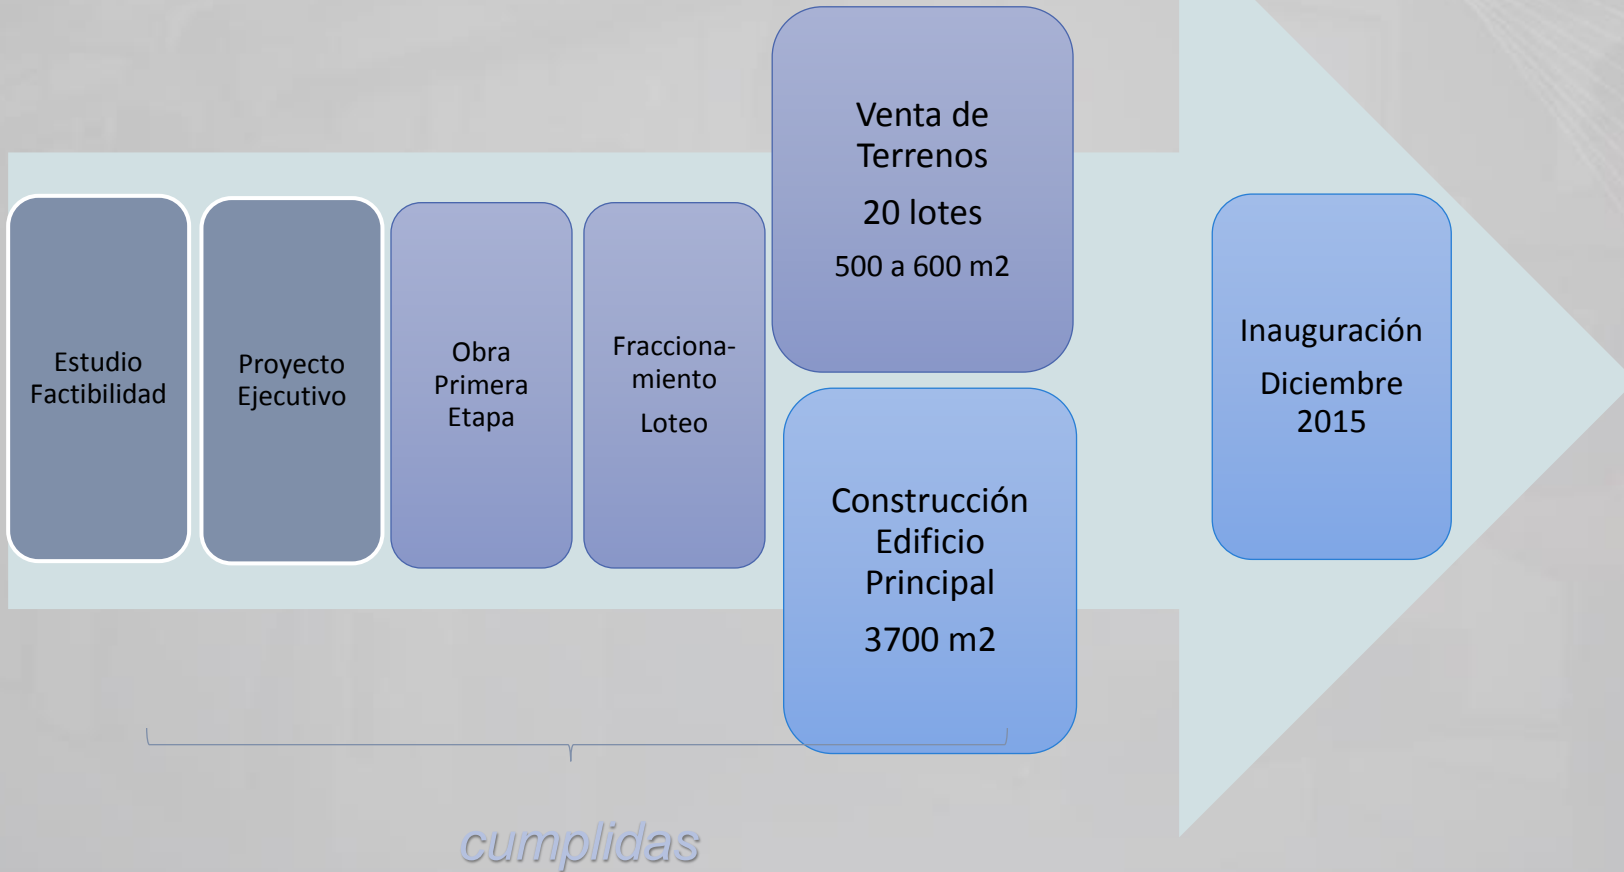 Estudio
Factibilidad
Proyecto
Ejecutivo
Obra
Primera
Etapa
Fracciona-
miento
Loteo
Venta de
Terrenos
20 lotes
500 a 600 m2
Construcción
Edificio
Principal
3700 m2
Inauguración
Diciembre
2015
cumplidas